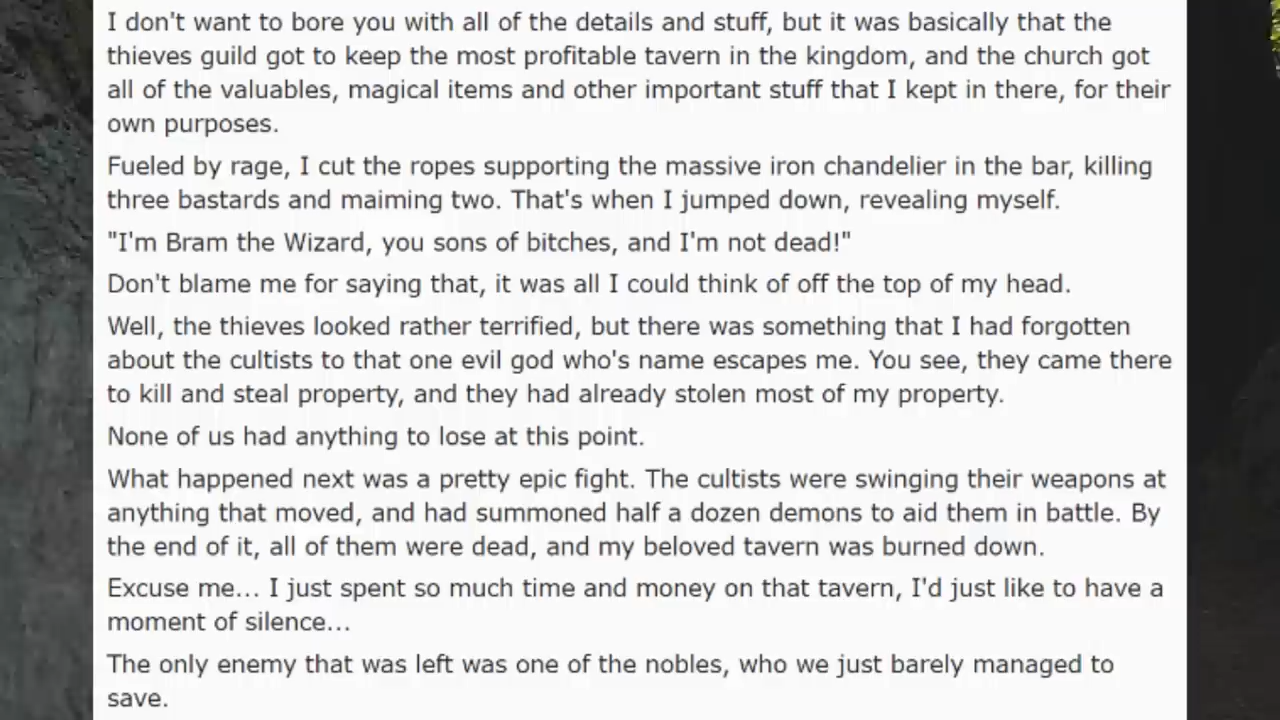 I don't want to bore you with all of the details and stuff, but it was basically that the
thieves guild got to keep the most profitable tavern in the kingdom, and the church got
all of the valuables, magical items and other important stuff that I kept in there, for their
own purposes.
Fueled by rage, I cut the ropes supporting the massive iron chandelier in the bar, killing
three bastards and maiming two. That's when I jumped down, revealing myself.
"I'm Bram the Wizard, you sons of bitches, and I'm not dead!"
Don't blame me for saying that, it was all I could think of off the top of my head.
Well, the thieves looked rather terrified, but there was something that I had forgotten
about the cultists to that one evil god who's name escapes me. You see, they came there
to kill and steal property, and they had already stolen most of my property.
None of us had anything to lose at this point.
What happened next was a pretty epic fight. The cultists were swinging their weapons at
anything that moved, and had summoned half a dozen demons to aid them in battle. By
the end of it, all of them were dead, and my beloved tavern was burned down.
Excuse me... I just spent so much time and money on that tavern, I'd just like to have a
moment of silence...
The only enemy that was left was one of the nobles, who we just barely managed to
save.